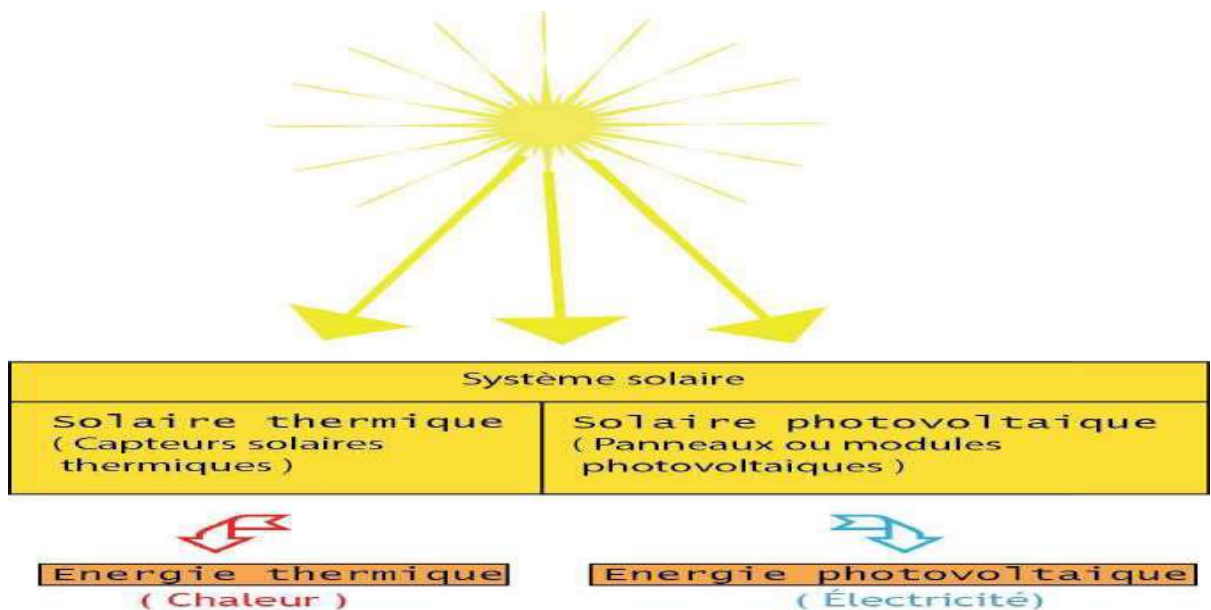 Système solaire
Solaire thermique
( Capteurs solaires
thermiques )
Solaire photovoltaique
( Panneaux ou modules
photovoltaiques )
Energie thermique
( Chaleur )
Energie photovoltaique
( Électricité)